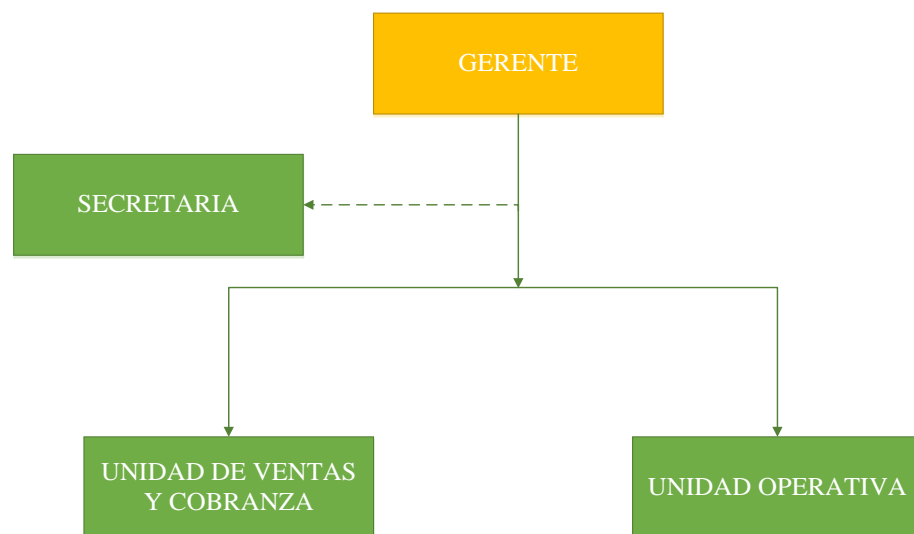 GERENTE
SECRETARIA
UNIDAD DE VENTAS
Y COBRANZA
UNIDAD OPERATIVA